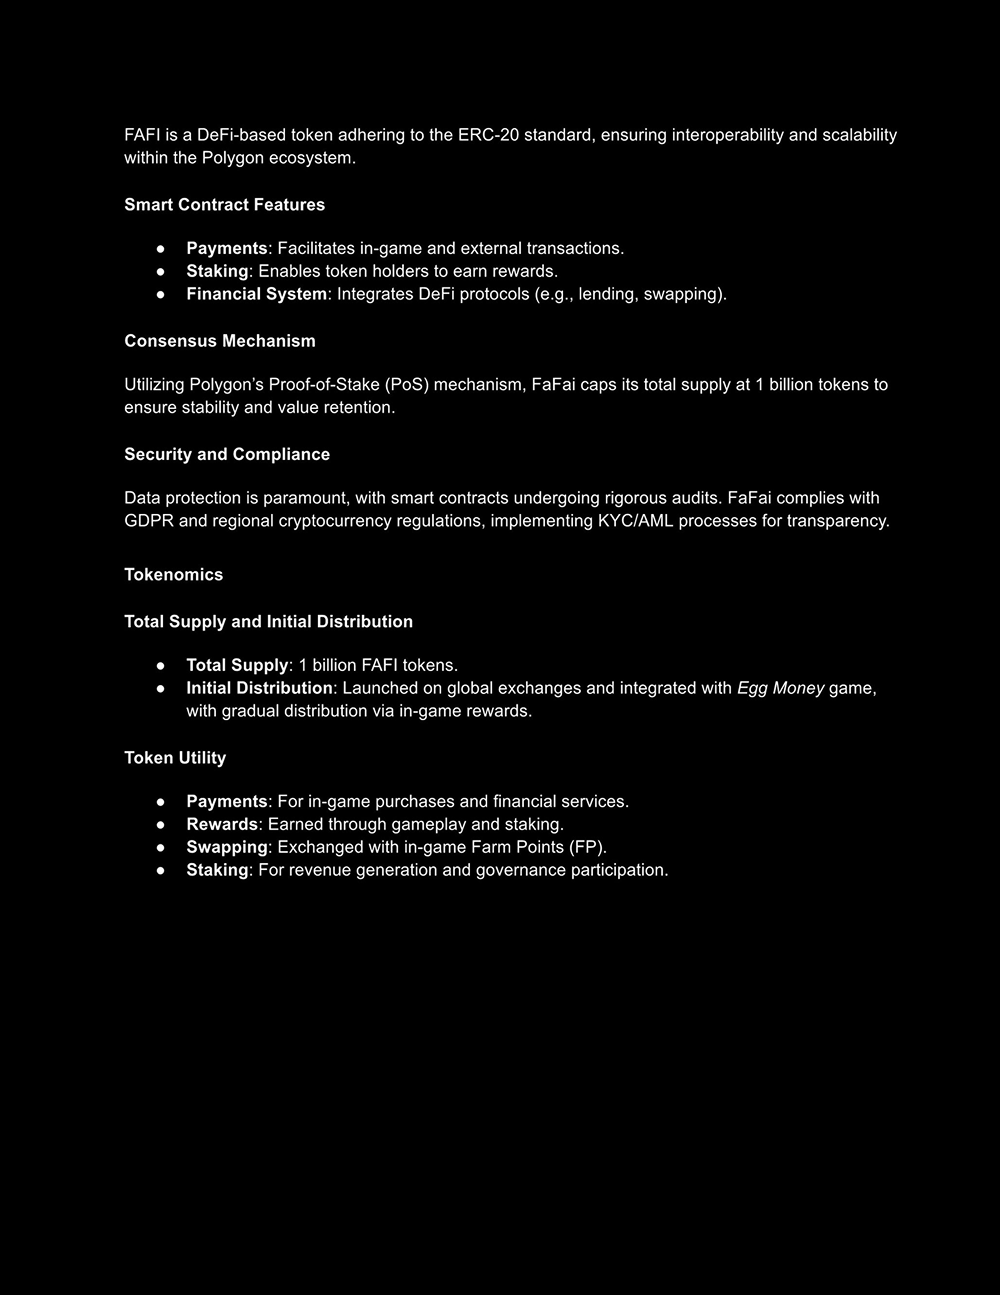 FAFI is a DeFi-based token adhering to the ERC-20 standard, ensuring interoperability and scalability
within the Polygon ecosystem.
Smart Contract Features
● Payments: Facilitates in-game and external transactions.
● Staking: Enables token holders to earn rewards.
● Financial System: Integrates DeFi protocols (e.g., lending, swapping).
Consensus Mechanism
Utilizing Polygon’s Proof-of-Stake (PoS) mechanism, FaFai caps its total supply at 1 billion tokens to
ensure stability and value retention.
Security and Compliance
Data protection is paramount, with smart contracts undergoing rigorous audits. FaFai complies with
GDPR and regional cryptocurrency regulations, implementing KYC/AML processes for transparency.
Tokenomics
Total Supply and Initial Distribution
● Total Supply: 1 billion FAFI tokens.
● Initial Distribution: Launched on global exchanges and integrated with Egg Money game,
with gradual distribution via in-game rewards.
Token Utility
● Payments: For in-game purchases and financial services.
● Rewards: Earned through gameplay and staking.
● Swapping: Exchanged with in-game Farm Points (FP).
● Staking: For revenue generation and governance participation.